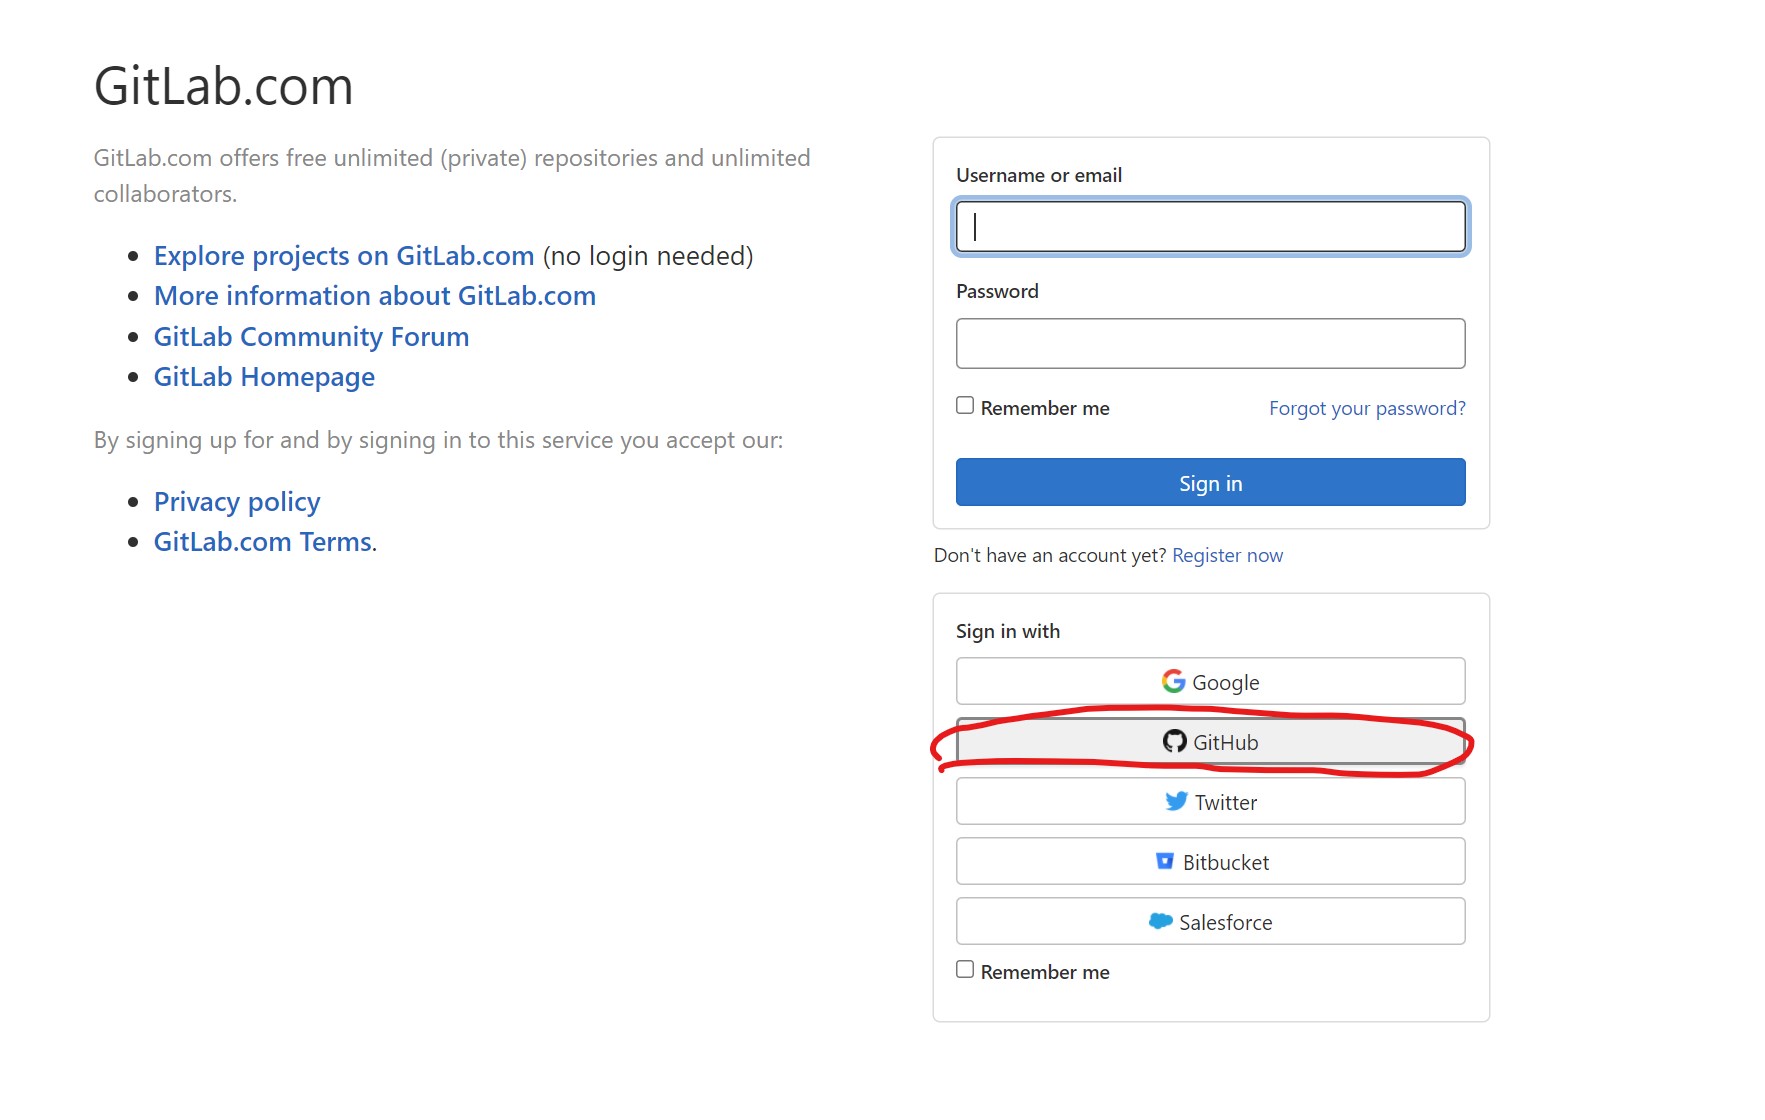 GitLab.com
GitLab.com offers free unlimited (private) repositories and unlimited
collaborators.
Explore projects on GitLab.com (no login needed)
More information about GitLab.com
GitLab Community Forum
GitLab Homepage
By signing up for and by signing in to this service you accept our:
Privacy policy
GitLab.com Terms.
Username or email
Password
Remember me
Forgot your password?
Sign in
Don't have an account yet? Register now
Sign in with
Google
GitHub
Twitter
Bitbucket
Salesforce
Remember me